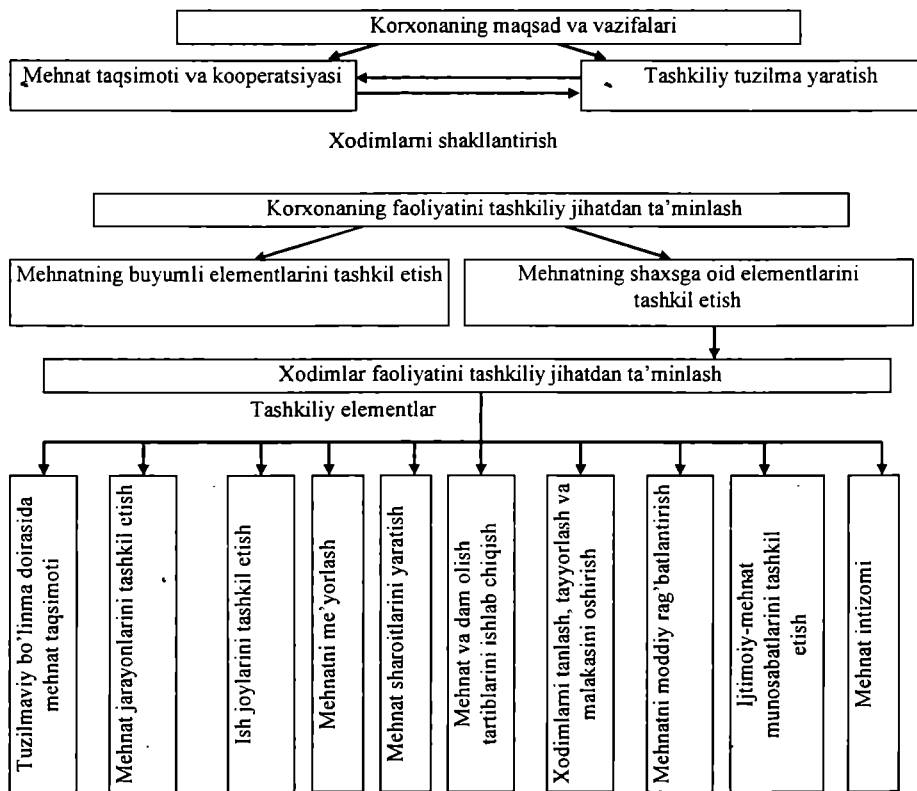 Korxonaning maqsad va vazifalari
Mehnat taqsimoti va kooperatsiyasi
Tashkiliy tuzilma yaratish
Xodimlarni shakllantirish
Korxonaning faoliyatini tashkiliy jihatdan ta'minlash
Mehnatning buyumli elementlarini tashkil etish
Mehnatning shaxsga oid elementlarini
tashkil etish
Xodimlar faoliyatini tashkiliy jihatdan ta'minlash
Tashkiliy elementlar
Tuzilmaviy bo'linma doirasida
mehnat taqsimoti
Mehnat jarayonlarini tashkil etish
Ish joylarini tashkil etish
Mehnatni me'yorlash
Mehnat sharoitlarini yaratish
Mehnat va dam olish
tartiblarini ishlab chiqish
Xodimlarni tanlash, tayyorlash va
malakasini oshirish
Mehnatni moddiy rag'batlantirish
Ijtimoiy-mehnat
munosabatlarini tashkil
etish
Mehnat intizomi